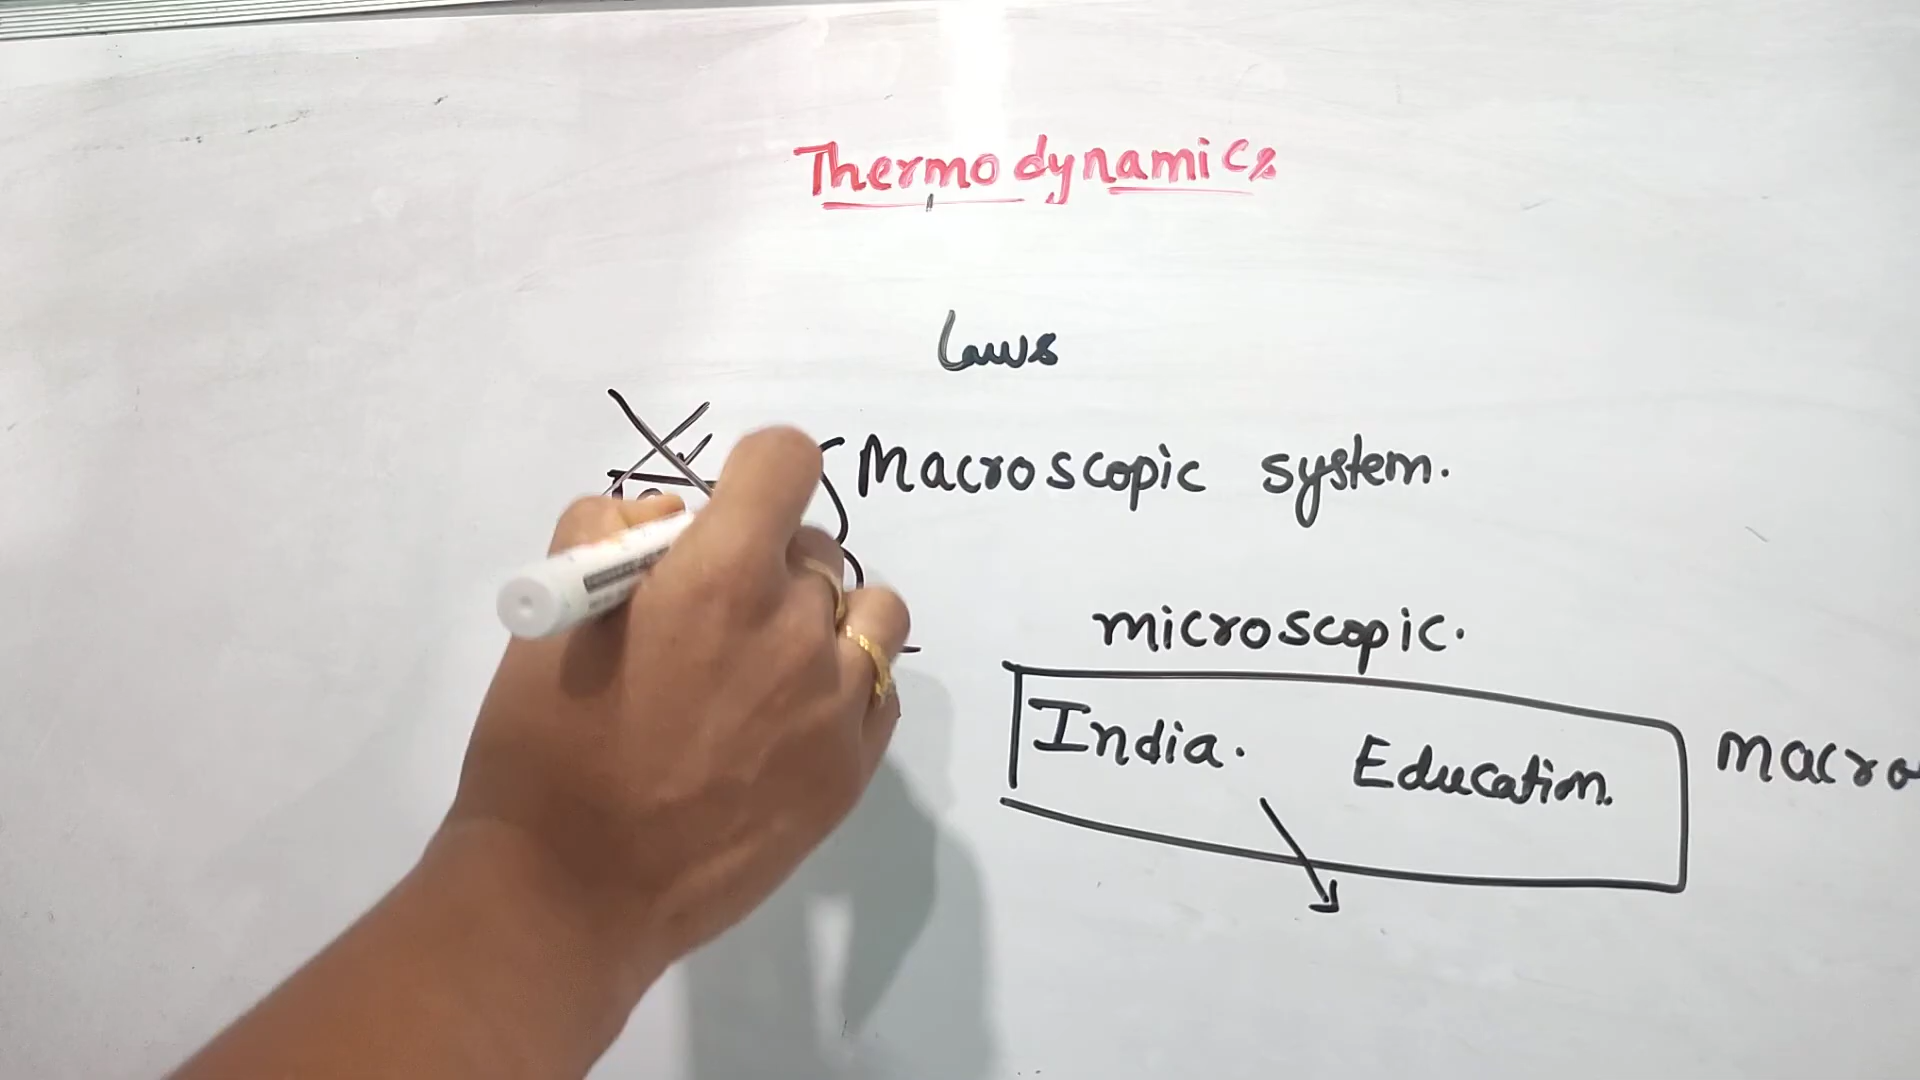 Thermodynamics
Laws
Macroscopic system.
microscopic.
India. Education.
macro